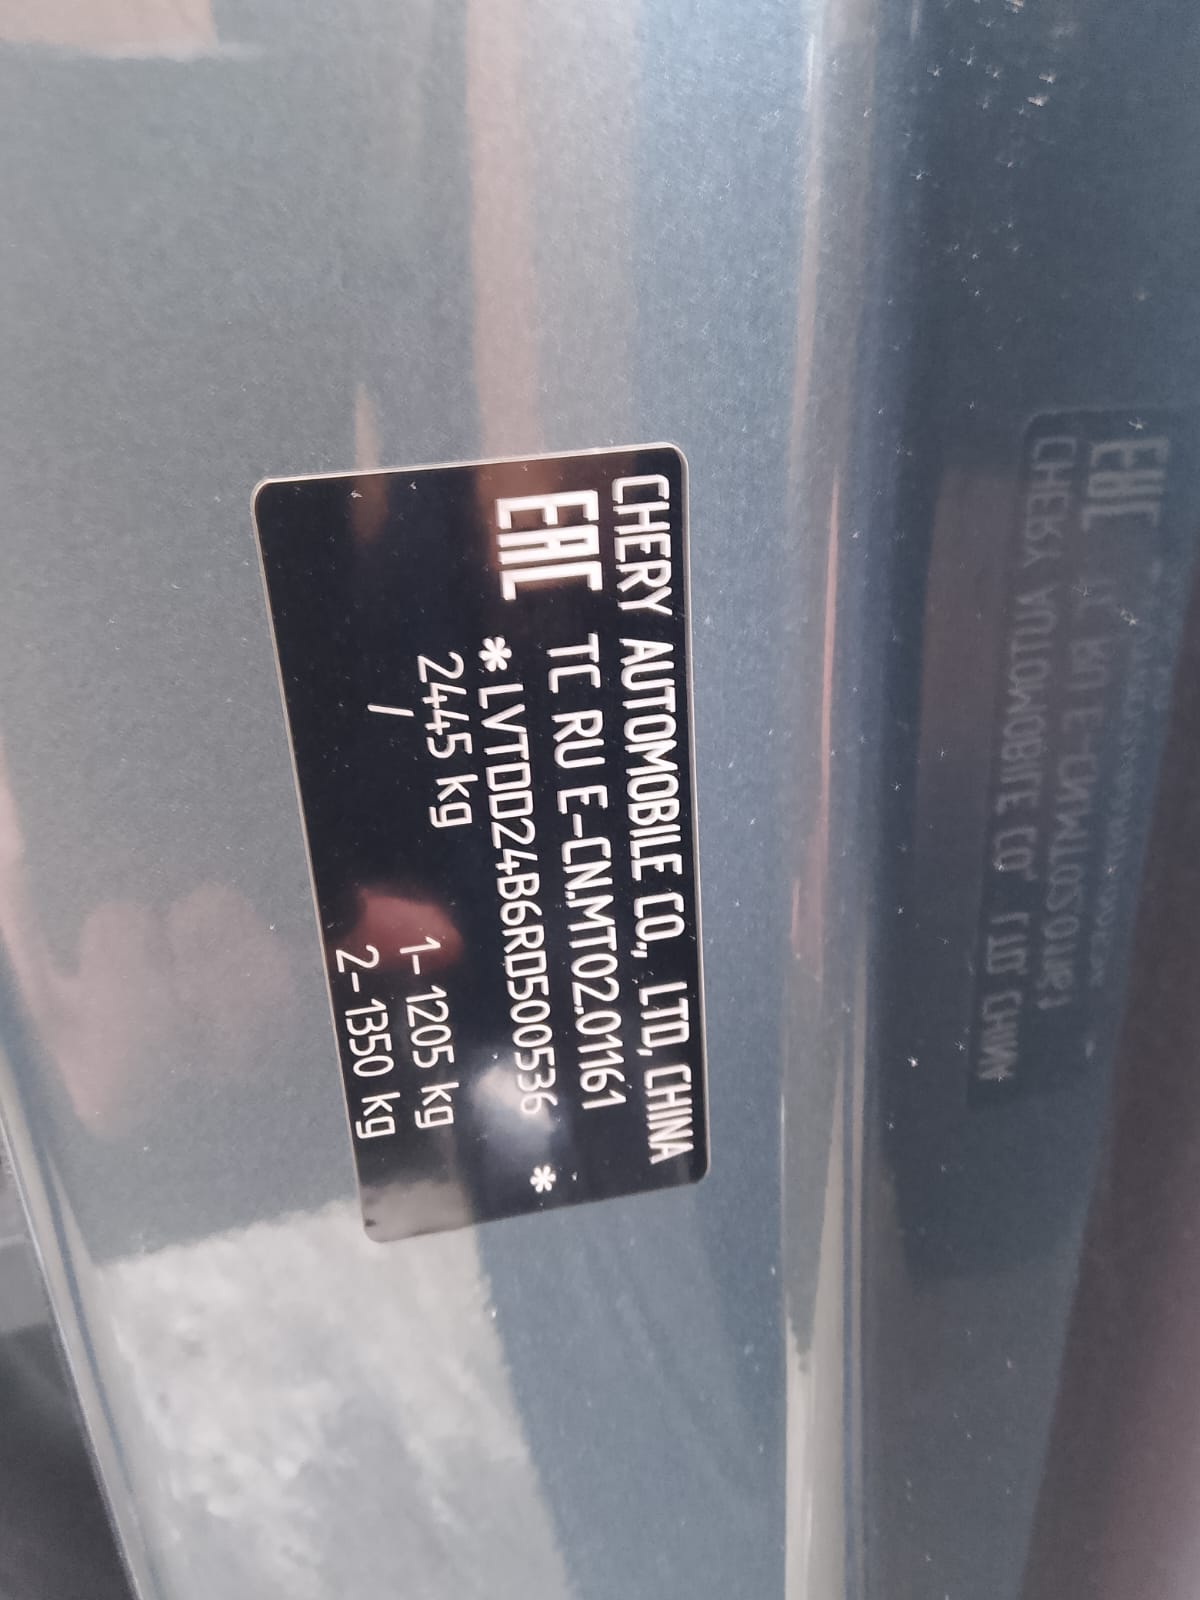 CHERY AUTOMOBILE CO., LTD, CHINA
EAC TC RU E-CN.MT02.01161
*LVTDD24B6RD500536 *
2445 kg 1-1205 kg
/ 2-1350 kg